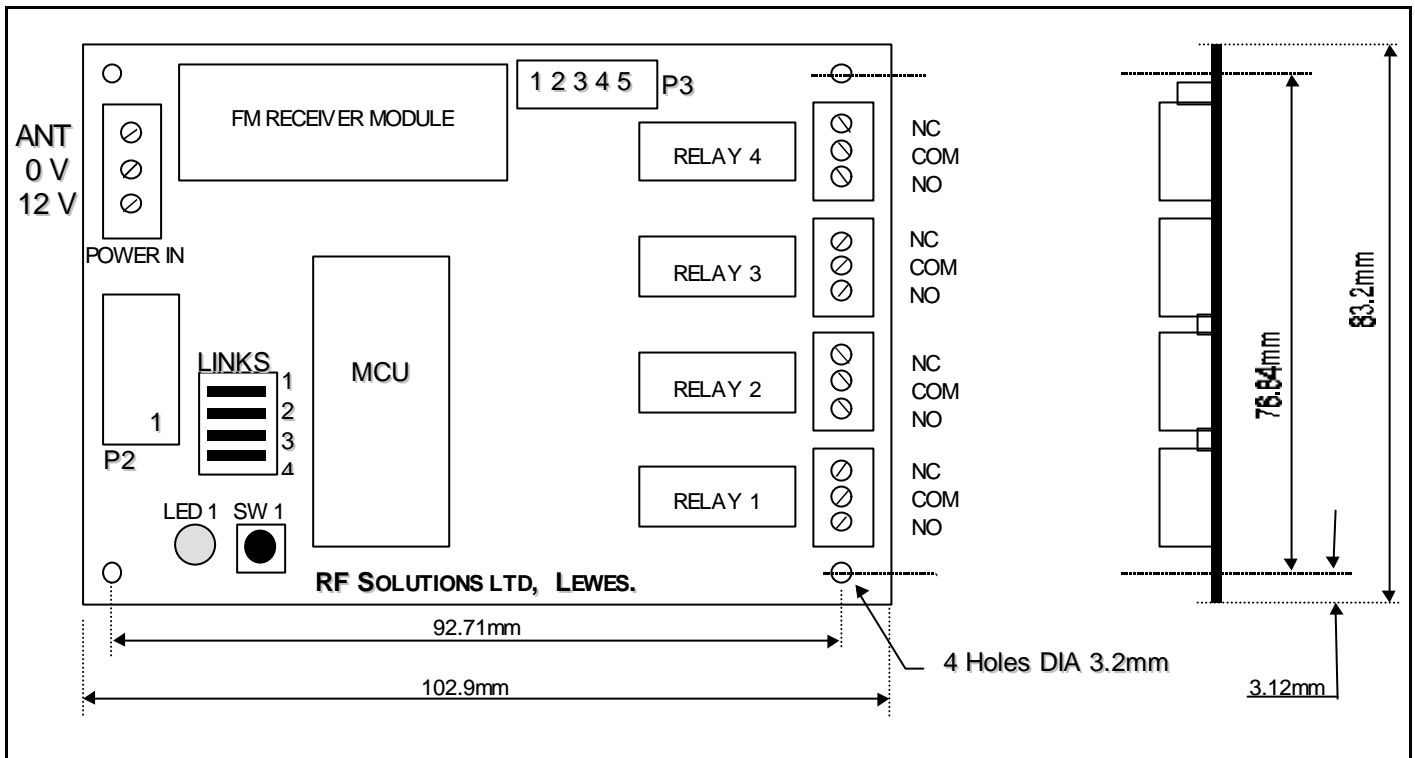 ANT
0 V
12 V
POWER IN
FM RECEIVER MODULE
1 2 3 4 5
P3
RELAY 4
NC
COM
NO
RELAY 3
NC
COM
NO
RELAY 2
NC
COM
NO
RELAY 1
NC
COM
NO
MCU
LINKS
1
2
3
4
1
P2
LED 1
SW 1
RF SOLUTIONS LTD, LEWES.
92.71mm
102.9mm
4 Holes DIA 3.2mm
76.84mm
83.2mm
3.12mm